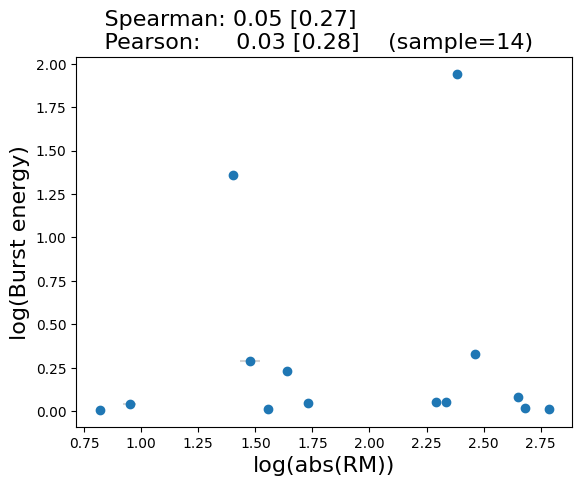 Spearman: 0.05 [0.27]
Pearson: 0.03 [0.28] (sample=14)
2.00
1.75
1.50
1.25
1.00
0.75
0.50
0.25
0.00
log(Burst energy)
0.75 1.00 1.25 1.50 1.75 2.00 2.25 2.50 2.75
log(abs(RM))